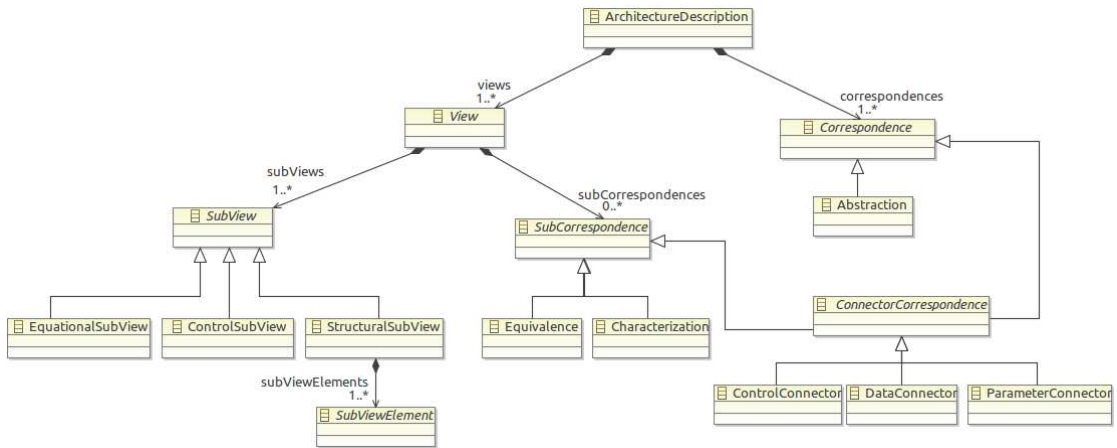 ArchitectureDescription
views
1..*
correspondences
1..*
View
Correspondence
subViews
1..*
subCorrespondences
0..*
Abstraction
SubView
SubCorrespondence
ConnectorCorrespondence
EquationalSubView
ControlSubView
StructuralSubView
Equivalence
Characterization
subViewElements
1..*
ControlConnector
DataConnector
ParameterConnector
SubViewElement